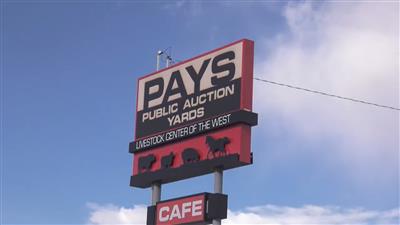 PAYS
PUBLIC AUCTION
YARDS
LIVESTOCK CENTER OF THE WEST
CAFE